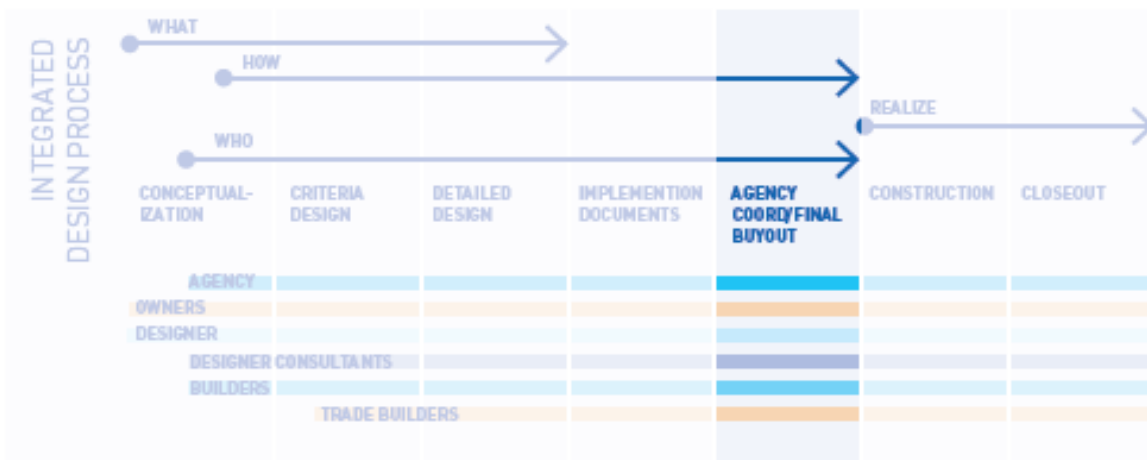 INTEGRATED
DESIGN PROCESS
WHAT
HOW
REALIZE
WHO
CONCEPTUAL-
IZATION
CRITERIA
DESIGN
DETAILED
DESIGN
IMPLEMENTION
DOCUMENTS
AGENCY
COORD/FINAL
BUYOUT
CONSTRUCTION
CLOSEOUT
AGENCY
OWNERS
DESIGNER
DESIGNER CONSULTANTS
BUILDERS
TRADE BUILDERS